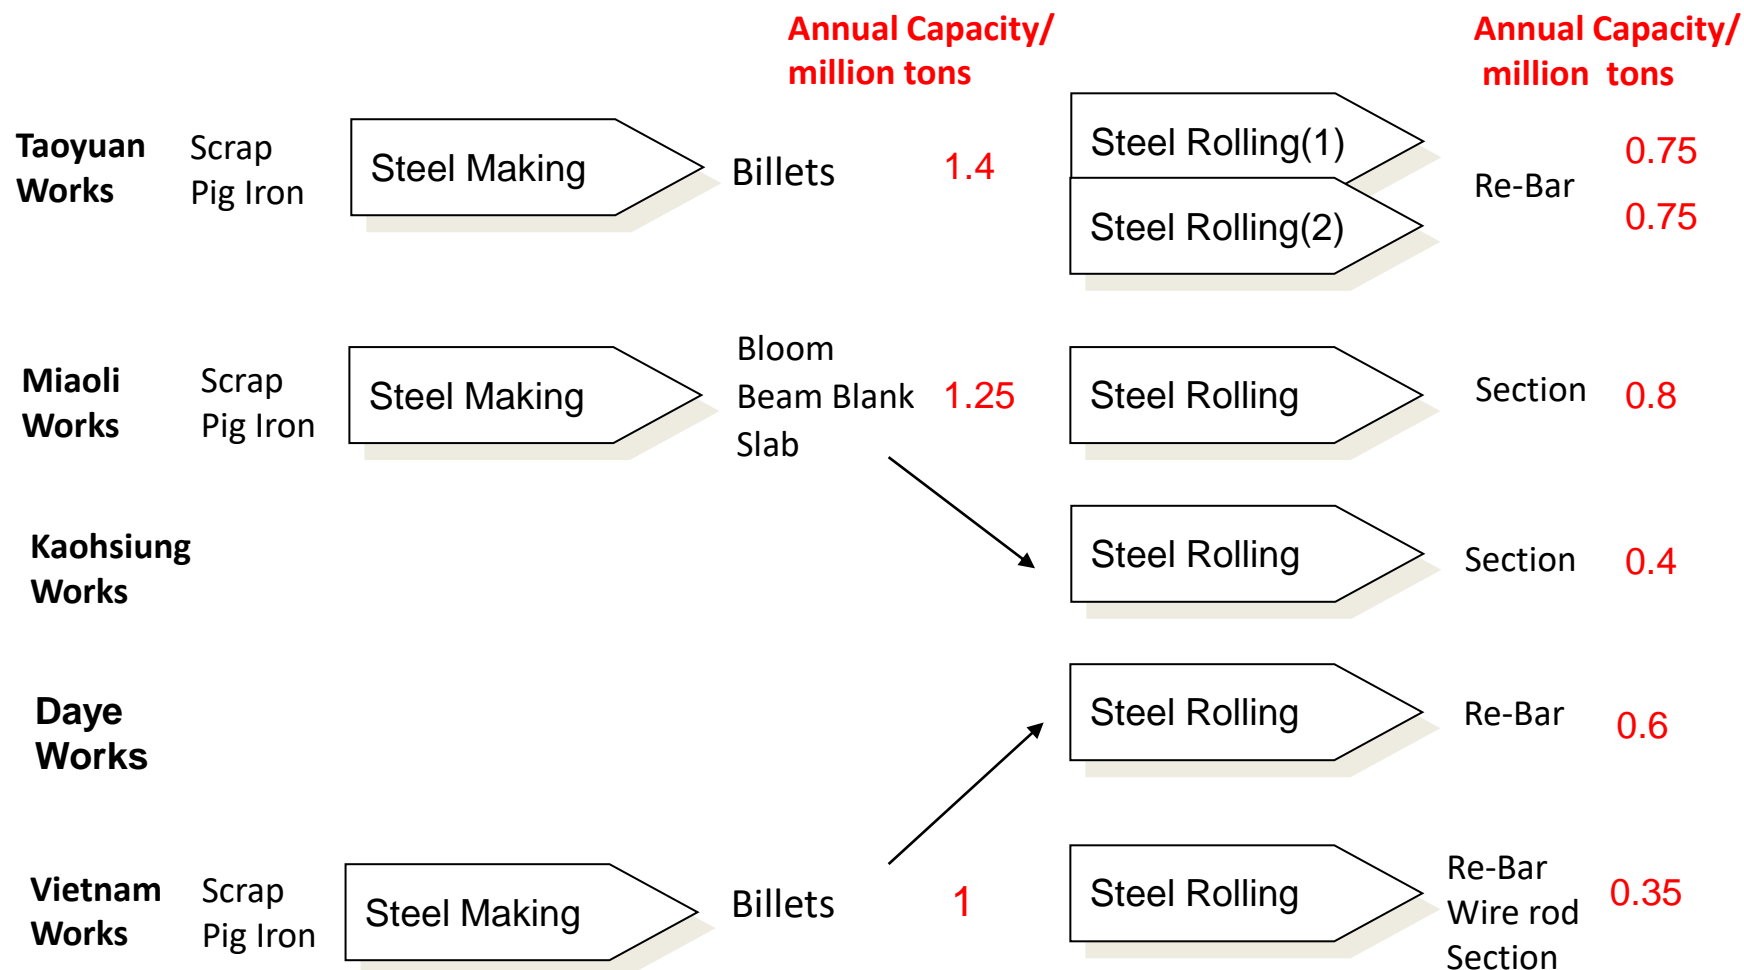 Annual Capacity/
million tons
Annual Capacity/
million tons
Taoyuan
Works
Scrap
Pig Iron
Steel Making
Billets
1.4
Steel Rolling(1)
Steel Rolling(2)
Re-Bar
0.75
0.75
Miaoli
Works
Scrap
Pig Iron
Steel Making
Bloom
Beam Blank
Slab
1.25
Steel Rolling
Section
0.8
Kaohsiung
Works
Steel Rolling
Section
0.4
Daye
Works
Steel Rolling
Re-Bar
0.6
Vietnam
Works
Scrap
Pig Iron
Steel Making
Billets
1
Steel Rolling
Re-Bar
Wire rod
Section
0.35